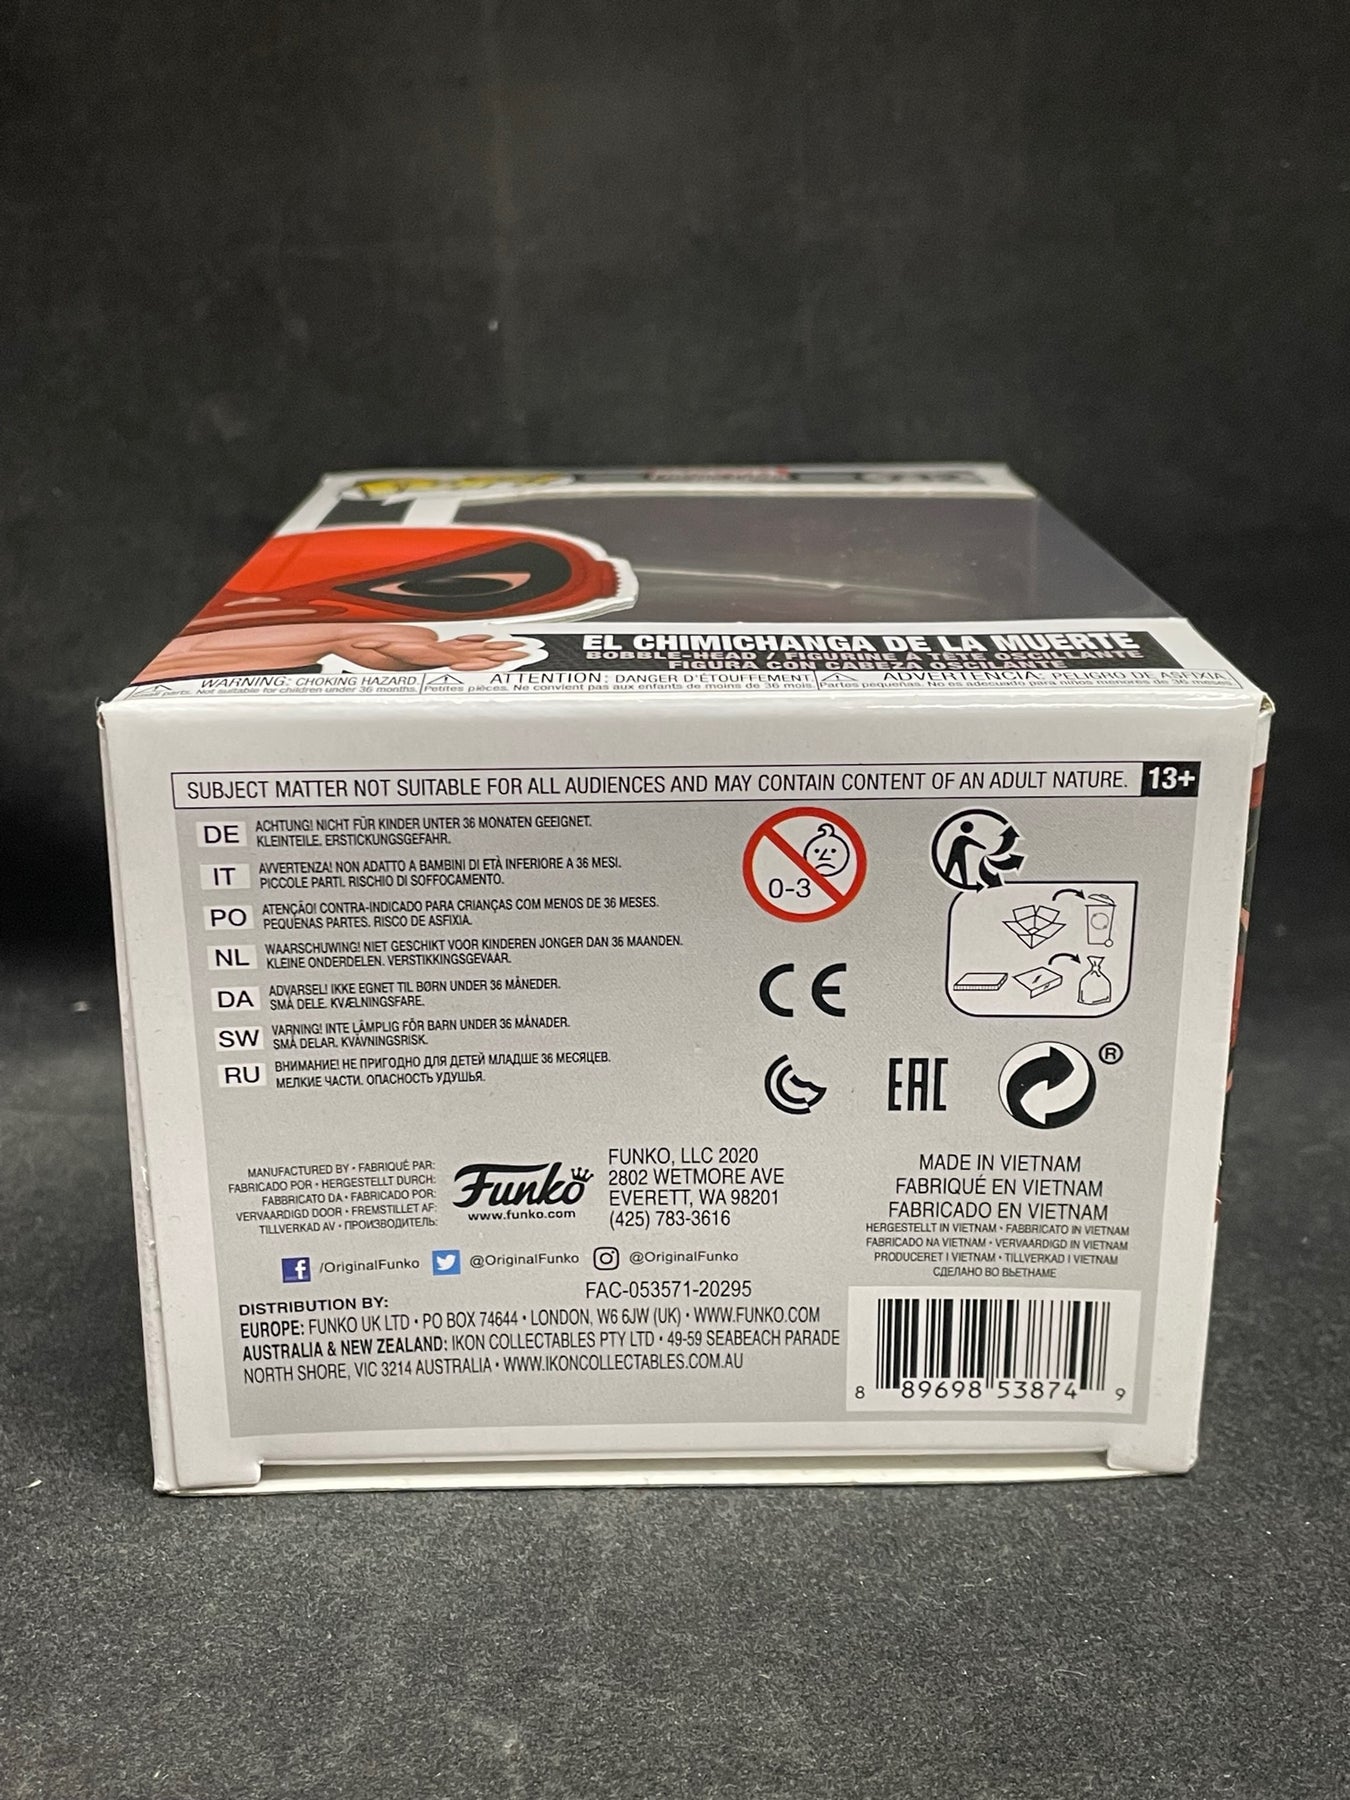 EL CHIMICHANGA DE LA MUERTE
BOBBLE-HEAD / FIGURINE À TÊTE OSCILLANTE
FIGURA CON CABEZA OSCILANTE
WARNING: CHOKING HAZARD.
Small parts. Not suitable for children under 36 months.
ATTENTION: DANGER D'ÉTOUFFEMENT.
Petites pièces. Ne convient pas aux enfants de moins de 36 mois.
ADVERTENCIA: PELIGRO DE ASFIXIA.
Partes pequeñas. No es adecuado para niños menores de 36 meses.
SUBJECT MATTER NOT SUITABLE FOR ALL AUDIENCES AND MAY CONTAIN CONTENT OF AN ADULT NATURE. 13+
DE ACHTUNG! NICHT FÜR KINDER UNTER 36 MONATEN GEEIGNET.
KLEINTEILE. ERSTICKUNGSGEFAHR.
IT AVVERTENZA! NON ADATTO A BAMBINI DI ETÀ INFERIORE A 36 MESI.
PICCOLE PARTI. RISCHIO DI SOFFOCAMENTO.
PO ATENÇÃO! CONTRA-INDICADO PARA CRIANÇAS COM MENOS DE 36 MESES.
PEQUENAS PARTES. RISCO DE ASFIXIA.
NL WAARSCHUWING! NIET GESCHIKT VOOR KINDEREN JONGER DAN 36 MAANDEN.
KLEINE ONDERDELEN. VERSTIKKINGSGEVAAR.
DA ADVARSEL! IKKE EGNET TIL BØRN UNDER 36 MÅNEDER.
SMÅ DELE. KVÆLNINGSFARE.
SW VARNING! INTE LÄMPLIG FÖR BARN UNDER 36 MÅNADER.
SMÅ DELAR. KVÄVNINGSRISK.
RU ВНИМАНИЕ! НЕ ПРИГОДНО ДЛЯ ДЕТЕЙ МЛАДШЕ 36 МЕСЯЦЕВ.
МЕЛКИЕ ЧАСТИ. ОПАСНОСТЬ УДУШЬЯ.
0-3
CE
EAC
®
MANUFACTURED BY • FABRIQUÉ PAR:
FABRICADO POR • HERGESTELLT DURCH:
FABBRICATO DA • FABRICADO POR:
VERVAARDIGD DOOR • FREMSTILLET AF:
TILLVERKAD AV • ПРОИЗВОДИТЕЛЬ:
Funko
www.funko.com
FUNKO, LLC 2020
2802 WETMORE AVE
EVERETT, WA 98201
(425) 783-3616
MADE IN VIETNAM
FABRIQUÉ EN VIETNAM
FABRICADO EN VIETNAM
HERGESTELLT IN VIETNAM • FABBRICATO IN VIETNAM
FABRICADO NA VIETNAM • VERVAARDIGD IN VIETNAM
PRODUCERET I VIETNAM • TILLVERKAD I VIETNAM
СДЕЛАНО ВО ВЬЕТНАМЕ
/OriginalFunko @OriginalFunko @OriginalFunko
FAC-053571-20295
DISTRIBUTION BY:
EUROPE: FUNKO UK LTD • PO BOX 74644 • LONDON, W6 6JW (UK) • WWW.FUNKO.COM
AUSTRALIA & NEW ZEALAND: IKON COLLECTABLES PTY LTD • 49-59 SEABEACH PARADE
NORTH SHORE, VIC 3214 AUSTRALIA • WWW.IKONCOLLECTABLES.COM.AU
8 89698 53874 9